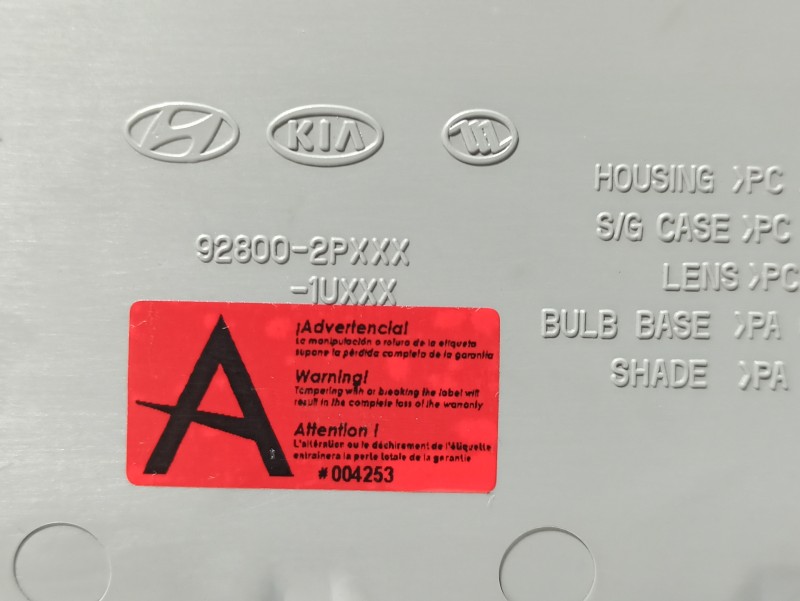 KIA
HOUSING >PC
S/G CASE >PC
LENS >PC
BULB BASE >PA
SHADE >PA
92800-2PXXX
-1UXXX
A
¡Advertencia!
La manipulación o rotura de la etiqueta
supone la pérdida completa de la garantía
Warning!
Tampering with or breaking the label will
result in the complete loss of the warranty
Attention !
L'altération ou le déchirement de l'étiquette
entraînera la perte totale de la garantie
#004253